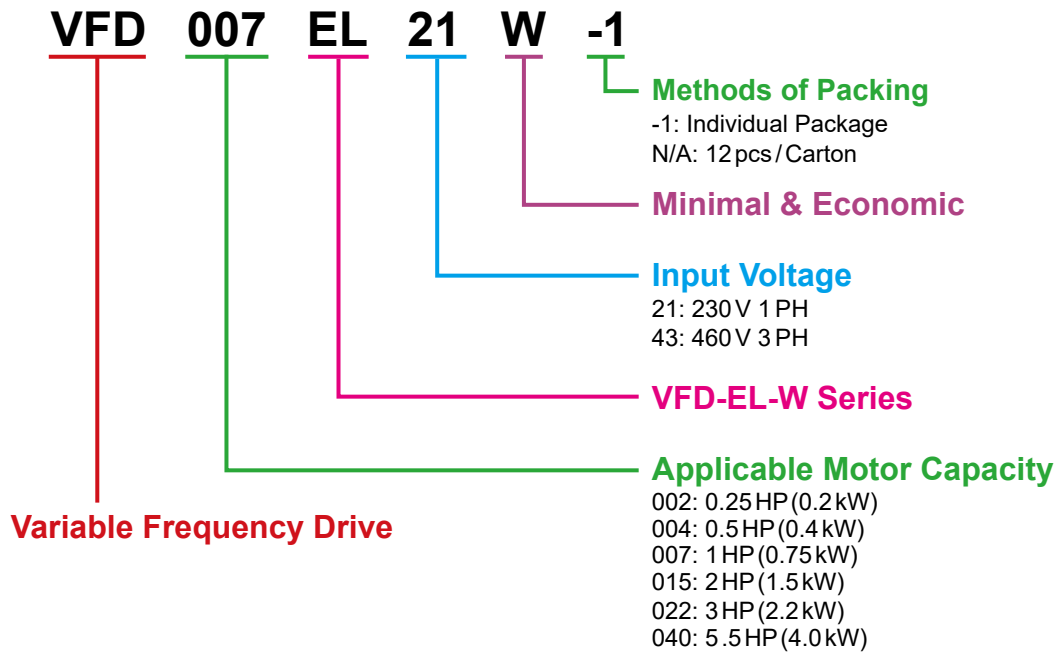 VFD 007 EL 21 W -1
Methods of Packing
-1: Individual Package
N/A: 12 pcs / Carton
Minimal & Economic
Input Voltage
21: 230 V 1 PH
43: 460 V 3 PH
VFD-EL-W Series
Applicable Motor Capacity
002: 0.25 HP (0.2 kW)
004: 0.5 HP (0.4 kW)
007: 1 HP (0.75 kW)
015: 2 HP (1.5 kW)
022: 3 HP (2.2 kW)
040: 5.5 HP (4.0 kW)
Variable Frequency Drive